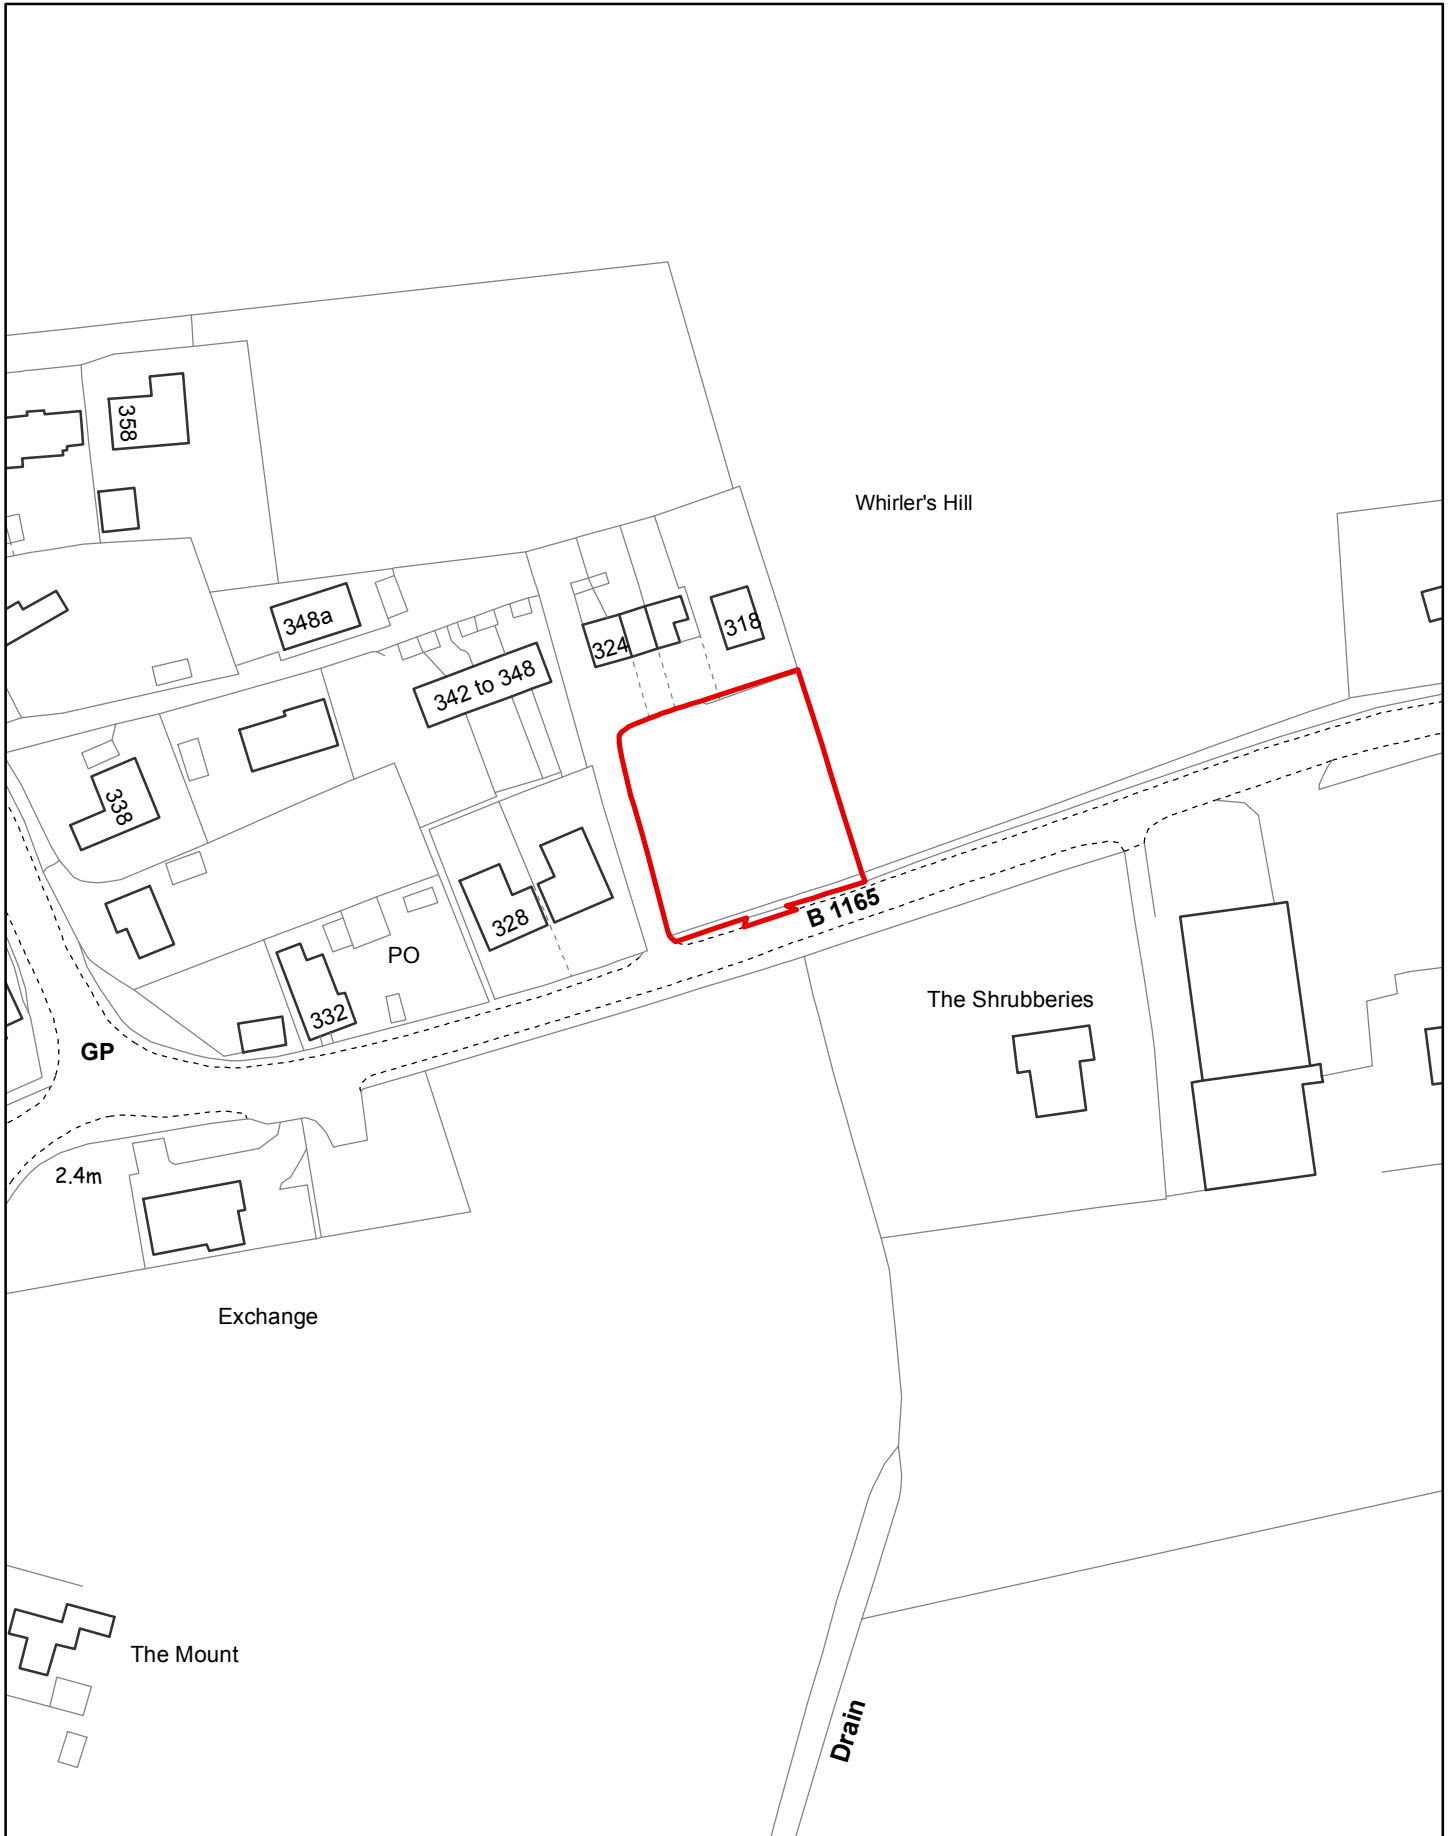 358
Whirler's Hill
348a
324
318
342 to 348
338
B 1165
328
PO
The Shrubberies
332
GP
2.4m
Exchange
The Mount
Drain